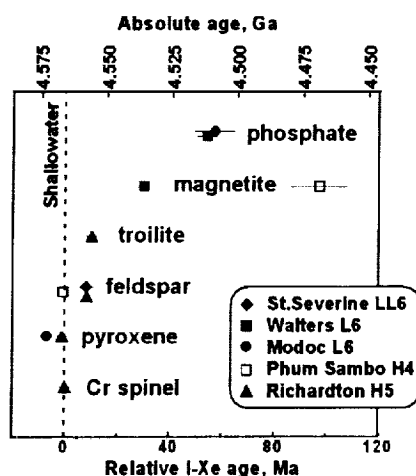 Absolute age, Ga
4.575 4.550 4.525 4.500 4.475 4.450
Shallowater
phosphate
magnetite
troilite
feldspar
pyroxene
Cr spinel
St.Severine LL6
Walters L6
Modoc L6
Phum Sambo H4
Richardton H5
0 40 80 120
Relative I-Xe age, Ma